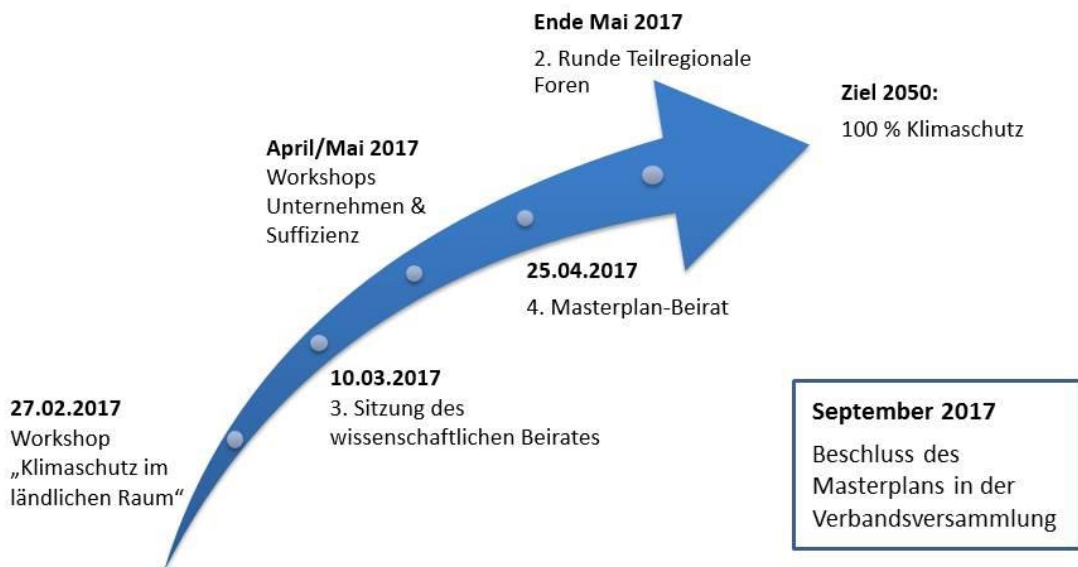 Ende Mai 2017
2. Runde Teilregionale
Foren
Ziel 2050:
100 % Klimaschutz
April/Mai 2017
Workshops
Unternehmen &
Suffizienz
25.04.2017
4. Masterplan-Beirat
10.03.2017
3. Sitzung des
wissenschaftlichen Beirates
27.02.2017
Workshop
„Klimaschutz im
ländlichen Raum“
September 2017
Beschluss des
Masterplans in der
Verbandsversammlung